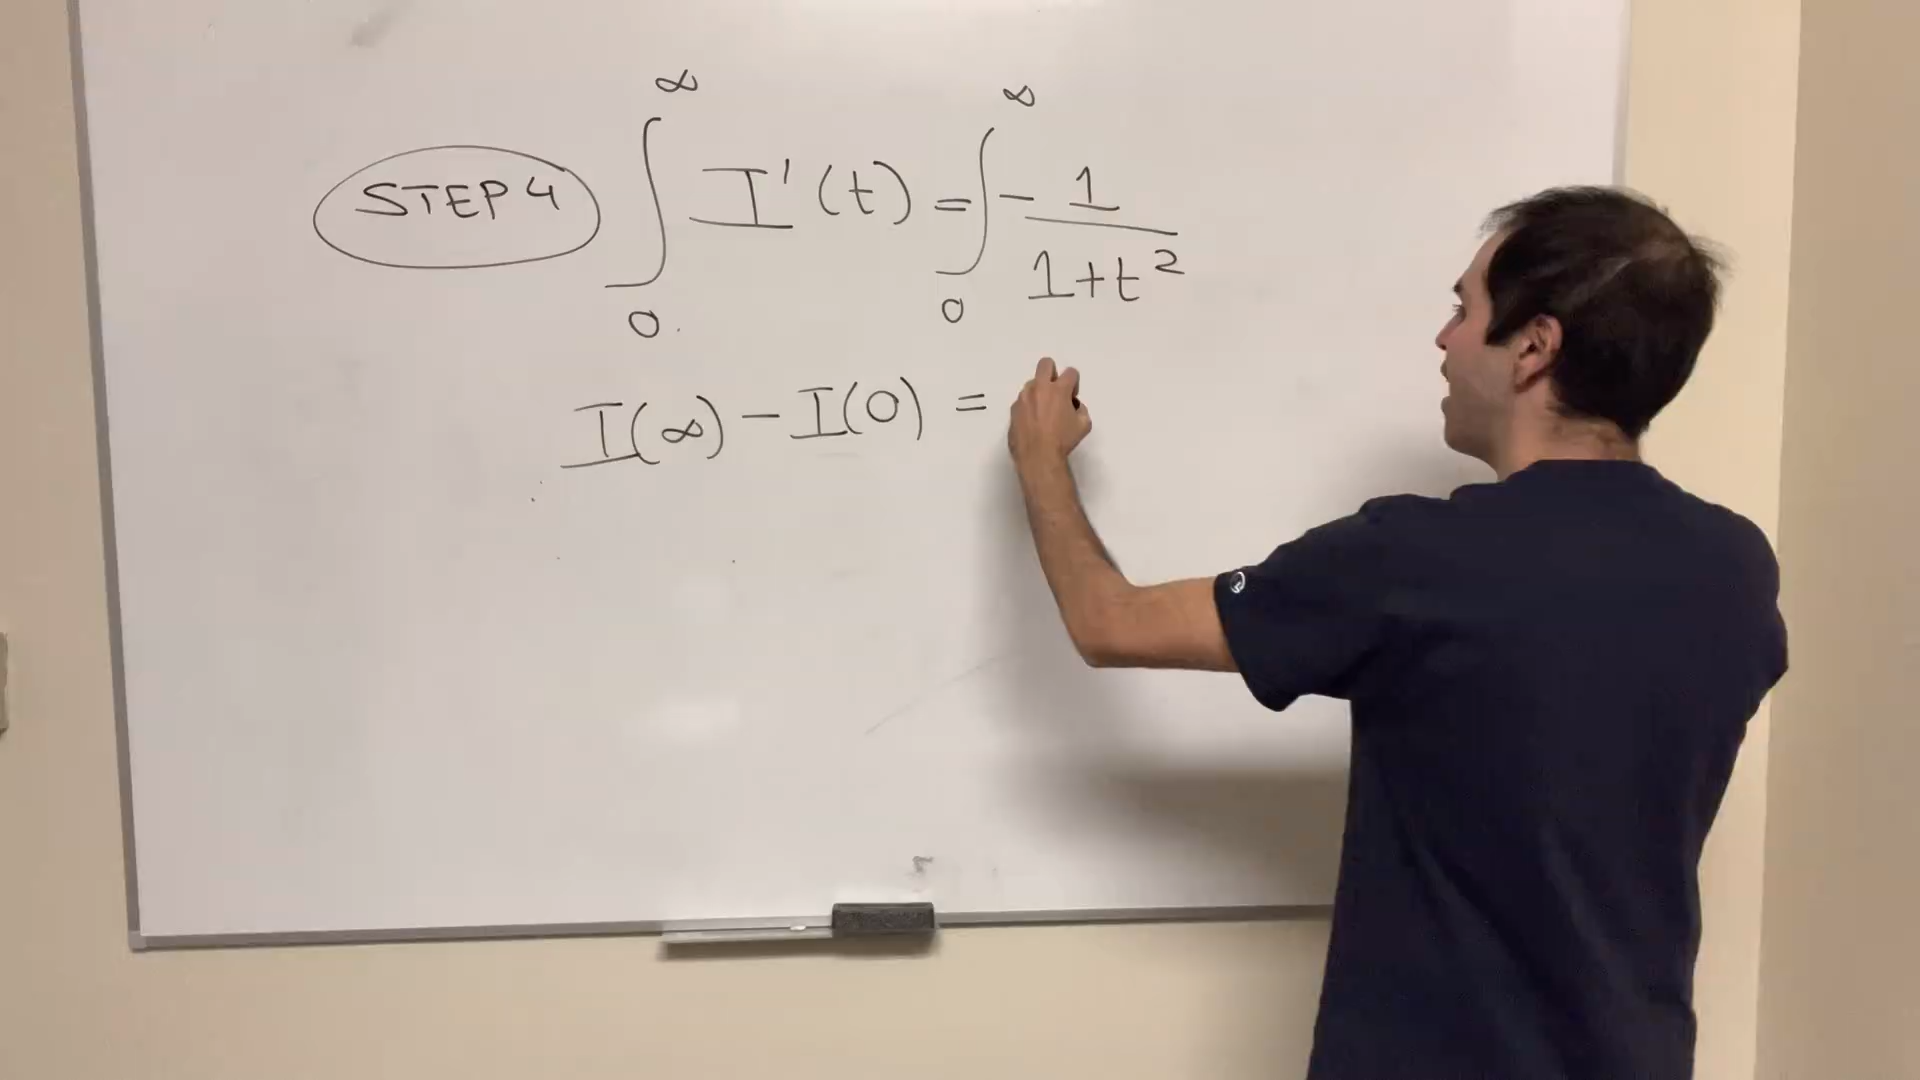 STEP 4 ∫₀^∞ I'(t) = ∫₀^∞ - 1/(1+t²)
I(∞) - I(0) =